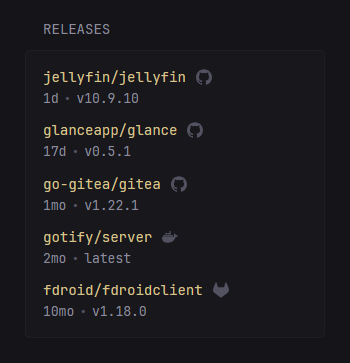 RELEASES
jellyfin/jellyfin
1d • v10.9.10
glanceapp/glance
17d • v0.5.1
go-gitea/gitea
1mo • v1.22.1
gotify/server
2mo • latest
fdroid/fdroidclient
10mo • v1.18.0